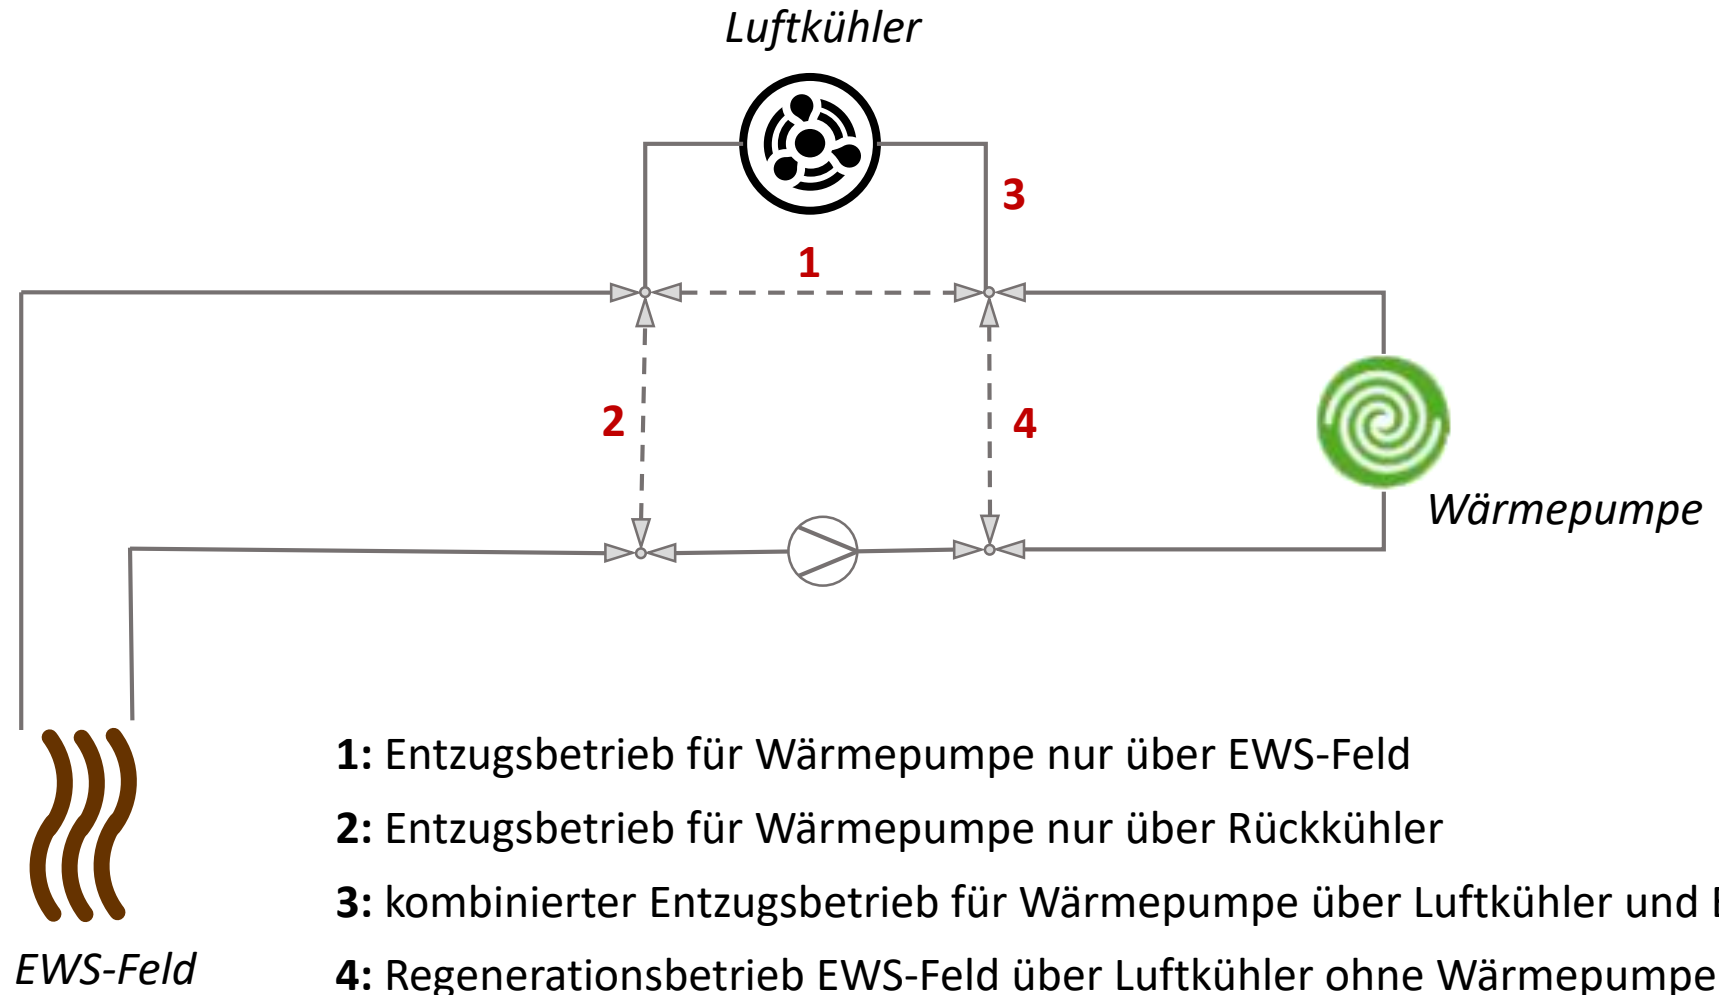 Luftkühler
3
1
2
4
Wärmepumpe
1: Entzugsbetrieb für Wärmepumpe nur über EWS-Feld
2: Entzugsbetrieb für Wärmepumpe nur über Rückkühler
3: kombinierter Entzugsbetrieb für Wärmepumpe über Luftkühler und
EWS-Feld
4: Regenerationsbetrieb EWS-Feld über Luftkühler ohne Wärmepumpe